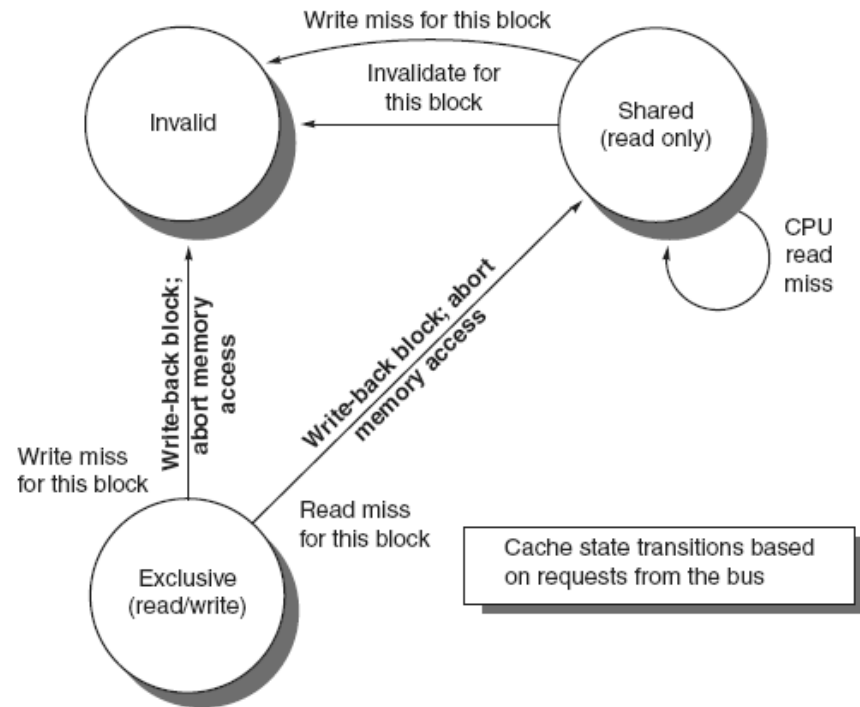 Write miss for this block
Invalidate for
this block
Invalid
Shared
(read only)
CPU
read
miss
Write-back block;
abort memory
access
Write-back block; abort
memory access
Write miss
for this block
Read miss
for this block
Exclusive
(read/write)
Cache state transitions based
on requests from the bus